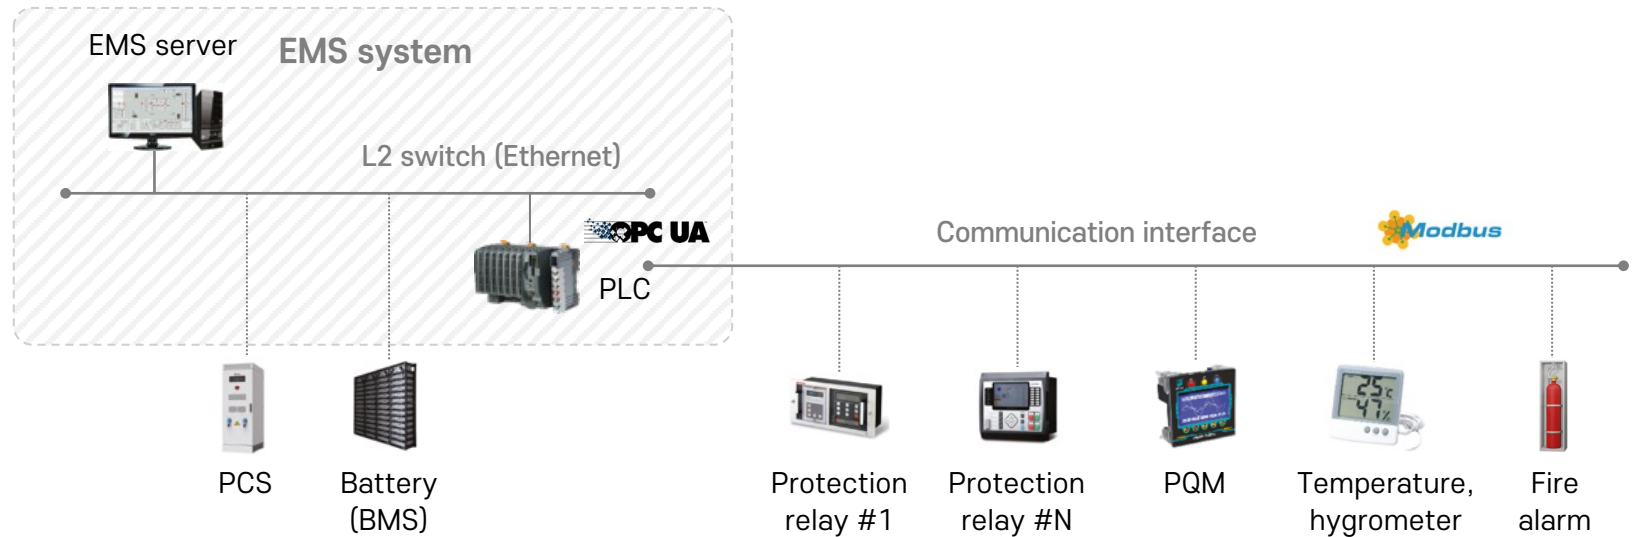 EMS server
EMS system
L2 switch (Ethernet)
OPC UA
PLC
Communication interface
Modbus
PCS
Battery
(BMS)
Protection
relay #1
Protection
relay #N
PQM
Temperature,
hygrometer
Fire
alarm